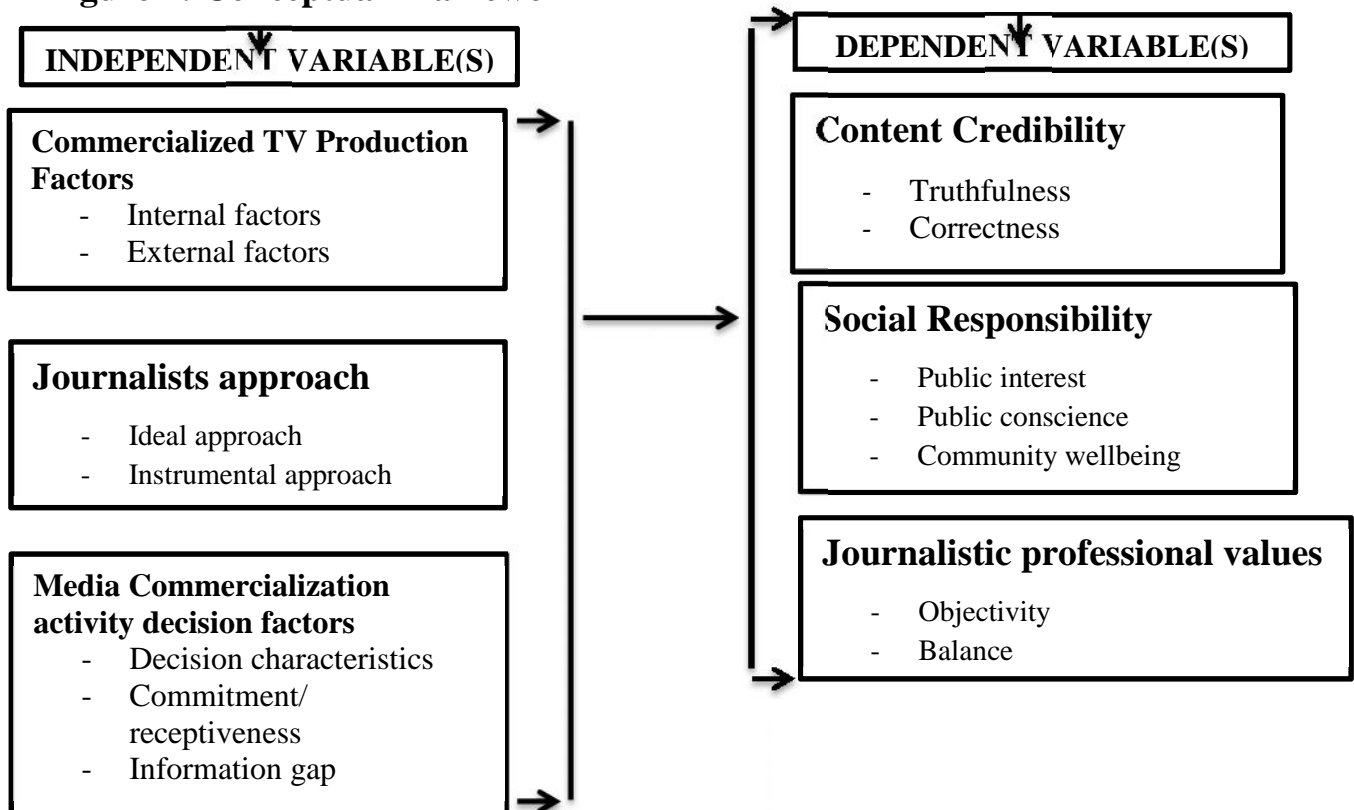 INDEPENDENT VARIABLE(S)
Commercialized TV Production
Factors
- Internal factors
- External factors
Journalists approach
- Ideal approach
- Instrumental approach
Media Commercialization
activity decision factors
- Decision characteristics
- Commitment/
receptiveness
- Information gap
DEPENDENT VARIABLE(S)
Content Credibility
- Truthfulness
- Correctness
Social Responsibility
- Public interest
- Public conscience
- Community wellbeing
Journalistic professional values
- Objectivity
- Balance